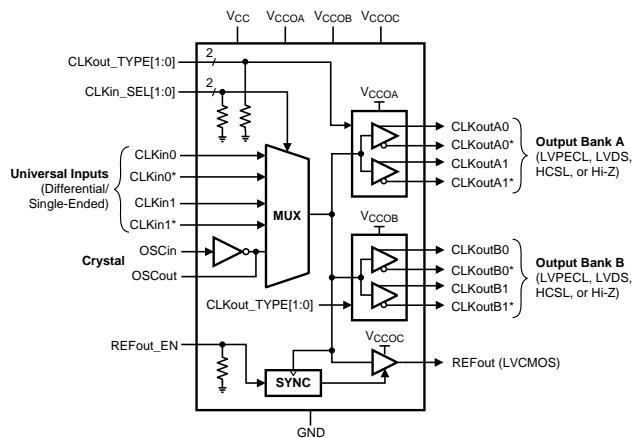 VCC VCCOA VCCOB VCCOC
CLKout_TYPE[1:0] 2
CLKin_SEL[1:0] 2
VCCOA
CLKoutA0
CLKoutA0*
CLKoutA1
CLKoutA1*
Output Bank A
(LVPECL, LVDS,
HCSL, or Hi-Z)
Universal Inputs
(Differential/
Single-Ended)
CLKin0
CLKin0*
CLKin1
CLKin1*
MUX
Crystal
OSCin
OSCout
VCCOB
CLKoutB0
CLKoutB0*
CLKoutB1
CLKoutB1*
Output Bank B
(LVPECL, LVDS,
HCSL, or Hi-Z)
CLKout_TYPE[1:0]
REFout_EN
VCCOC
SYNC
REFout (LVCMOS)
GND